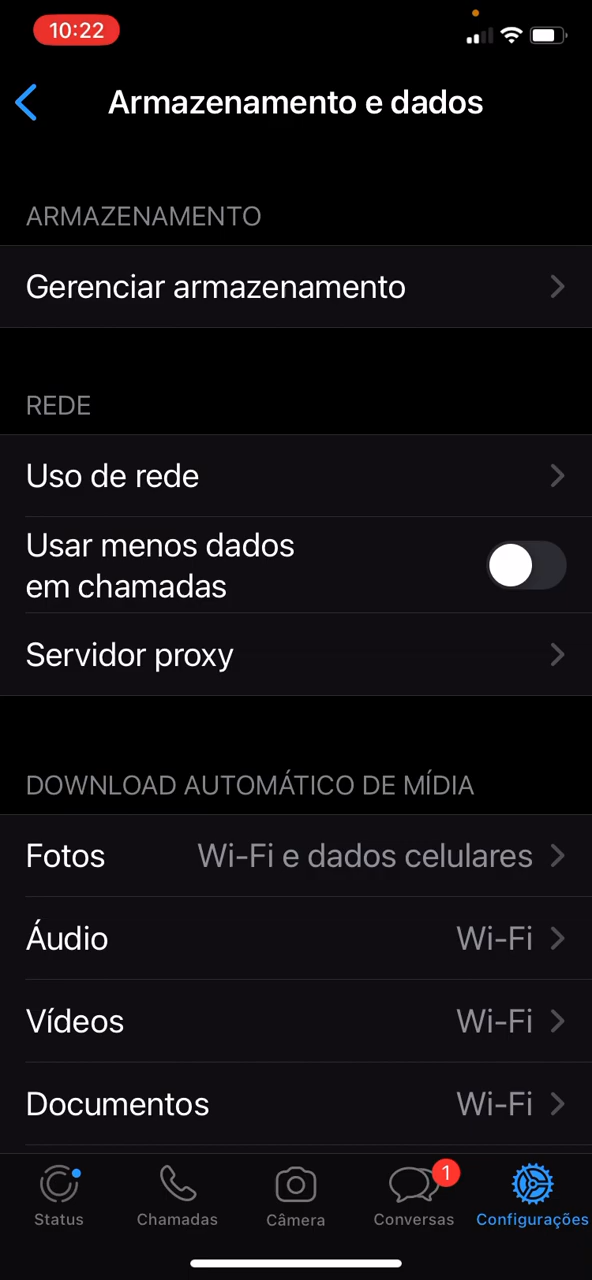 10:22
Armazenamento e dados
ARMAZENAMENTO
Gerenciar armazenamento
REDE
Uso de rede
Usar menos dados
em chamadas
Servidor proxy
DOWNLOAD AUTOMÁTICO DE MÍDIA
Fotos Wi-Fi e dados celulares
Áudio Wi-Fi
Vídeos Wi-Fi
Documentos Wi-Fi
1
Status Chamadas Câmera Conversas Configurações